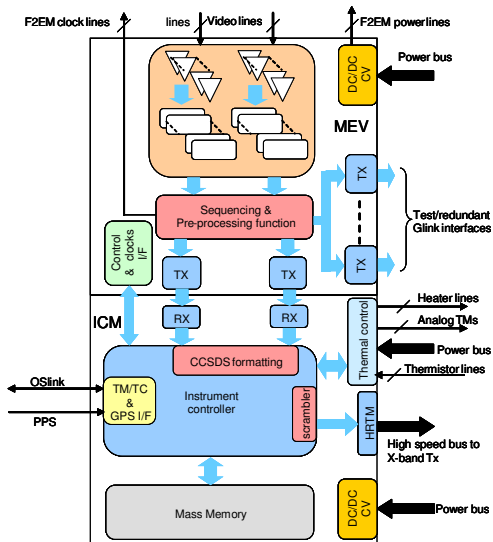 F2EM clock lines
lines
Video lines
F2EM power lines
DC/DC
CV
Power bus
MEV
TX
Sequencing &
Pre-processing function
Test/redundant
Glink interfaces
Control
& clocks
I/F
TX
TX
TX
ICM
RX
RX
Heater lines
Analog TMs
Thermal control
Power bus
Thermistor lines
CCSDS formatting
OSlink
TM/TC
&
GPS I/F
Instrument
controller
scrambler
PPS
HRTM
High speed bus to
X-band Tx
Mass Memory
DC/DC
CV
Power bus